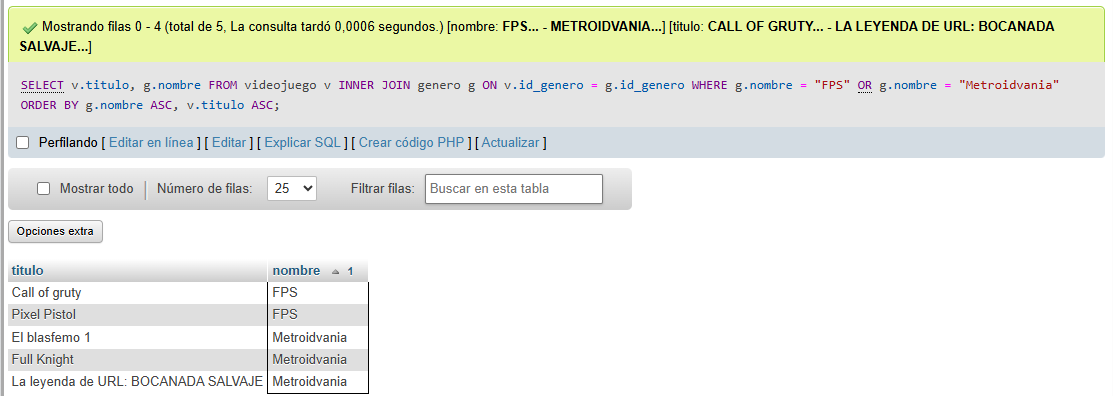 Mostrando filas 0 - 4 (total de 5, La consulta tardó 0,0006 segundos.) [nombre: FPS... - METROIDVANIA...] [titulo: CALL OF GRUTY... - LA LEYENDA DE URL: BOCANADA
SALVAJE...]
SELECT v.titulo, g.nombre FROM videojuego v INNER JOIN genero g ON v.id_genero = g.id_genero WHERE g.nombre = "FPS" OR g.nombre = "Metroidvania"
ORDER BY g.nombre ASC, v.titulo ASC;
Perfilando [ Editar en línea ] [ Editar ] [ Explicar SQL ] [ Crear código PHP ] [ Actualizar ]
Mostrar todo Número de filas: 25 Filtrar filas: Buscar en esta tabla
Opciones extra
titulo nombre 1
Call of gruty FPS
Pixel Pistol FPS
El blasfemo 1 Metroidvania
Full Knight Metroidvania
La leyenda de URL: BOCANADA SALVAJE Metroidvania